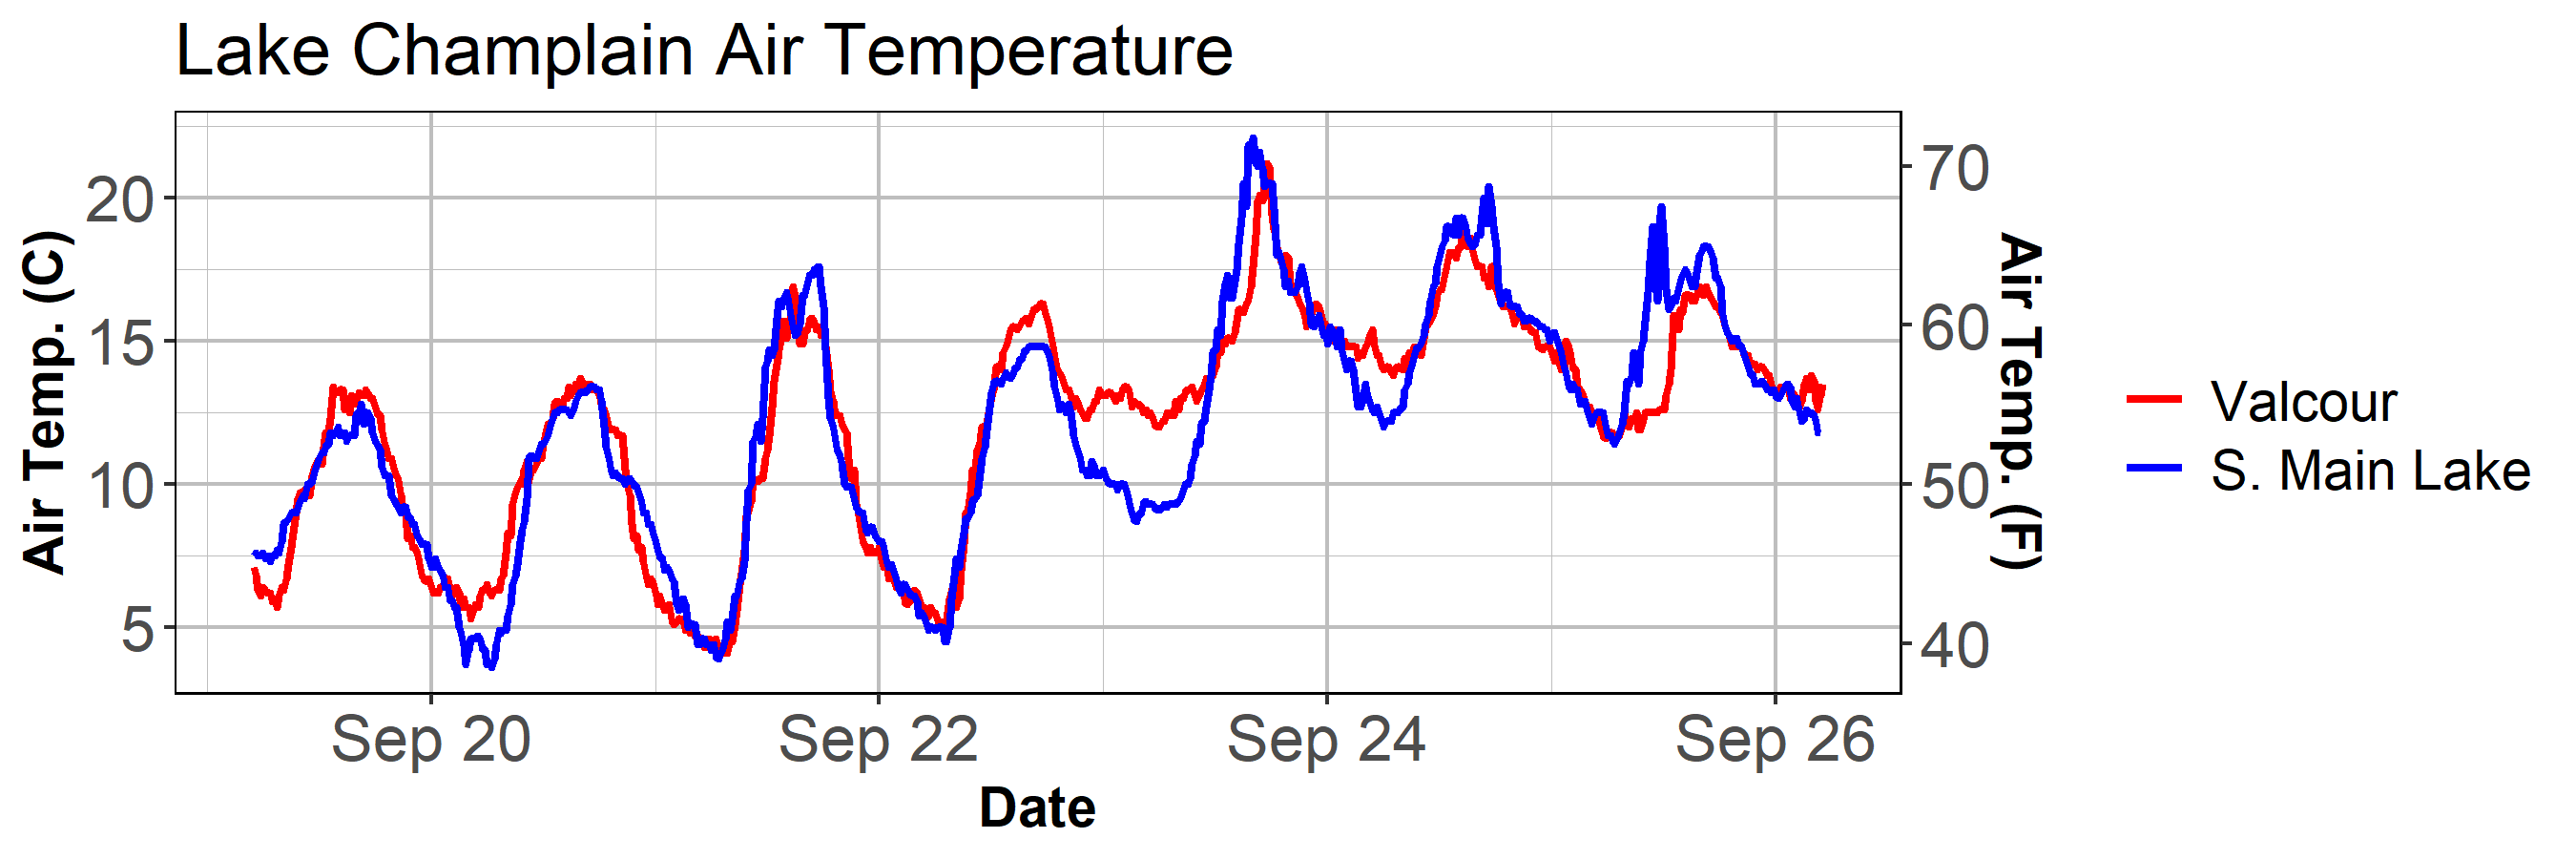 Lake Champlain Air Temperature
Air Temp. (C)
20
15
10
5
70
60
50
40
Air Temp. (F)
Sep 20
Sep 22
Sep 24
Sep 26
Date
Valcour
S. Main Lake